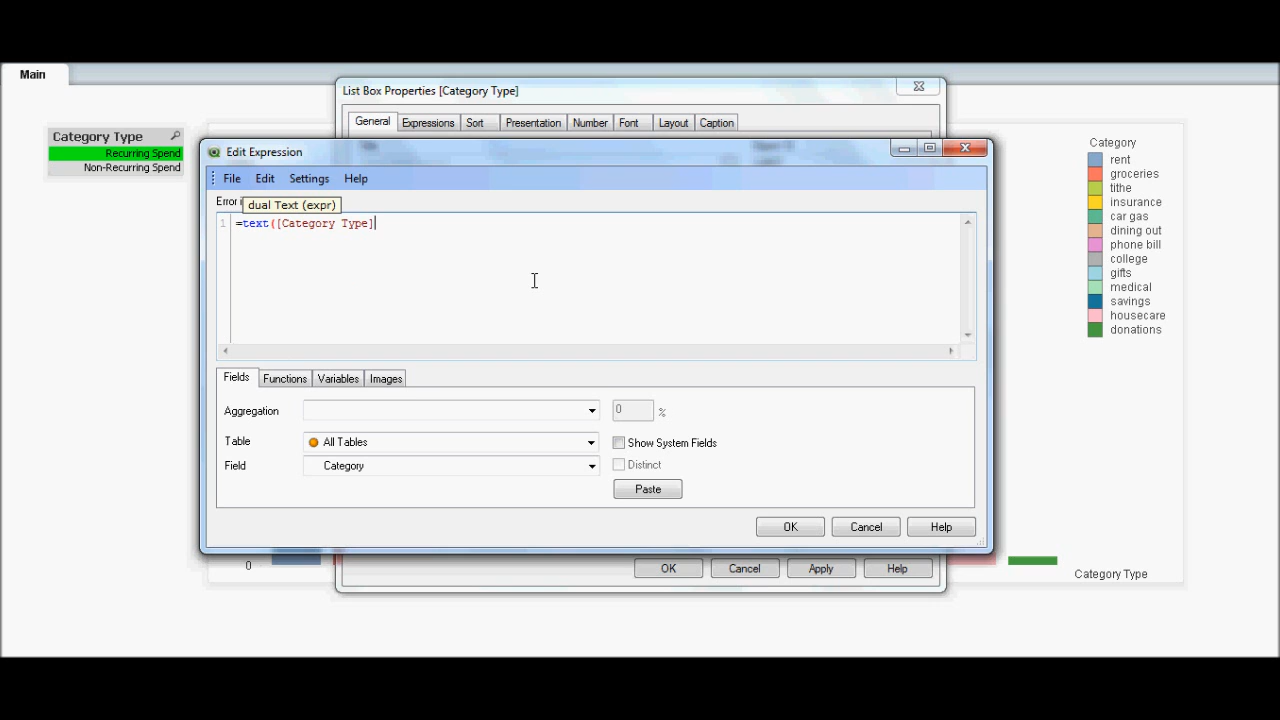 Main
List Box Properties [Category Type]
General Expressions Sort Presentation Number Font Layout Caption
Category Type
Recurring Spend
Non-Recurring Spend
Edit Expression
File Edit Settings Help
Error i
dual Text (expr)
1 =text([Category Type]
Fields Functions Variables Images
Aggregation 0 %
Table All Tables Show System Fields
Field Category Distinct
Paste
OK Cancel Help
OK Cancel Apply Help
0
Category
rent
groceries
tithe
insurance
car gas
dining out
phone bill
college
gifts
medical
savings
housecare
donations
Category Type